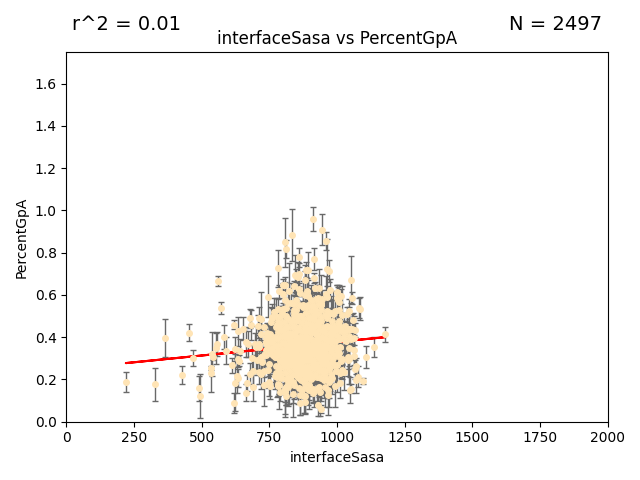 r^2 = 0.01
N = 2497
interfaceSasa vs PercentGpA
1.6
1.4
1.2
1.0
0.8
0.6
0.4
0.2
0.0
PercentGpA
0 250 500 750 1000 1250 1500 1750 2000
interfaceSasa